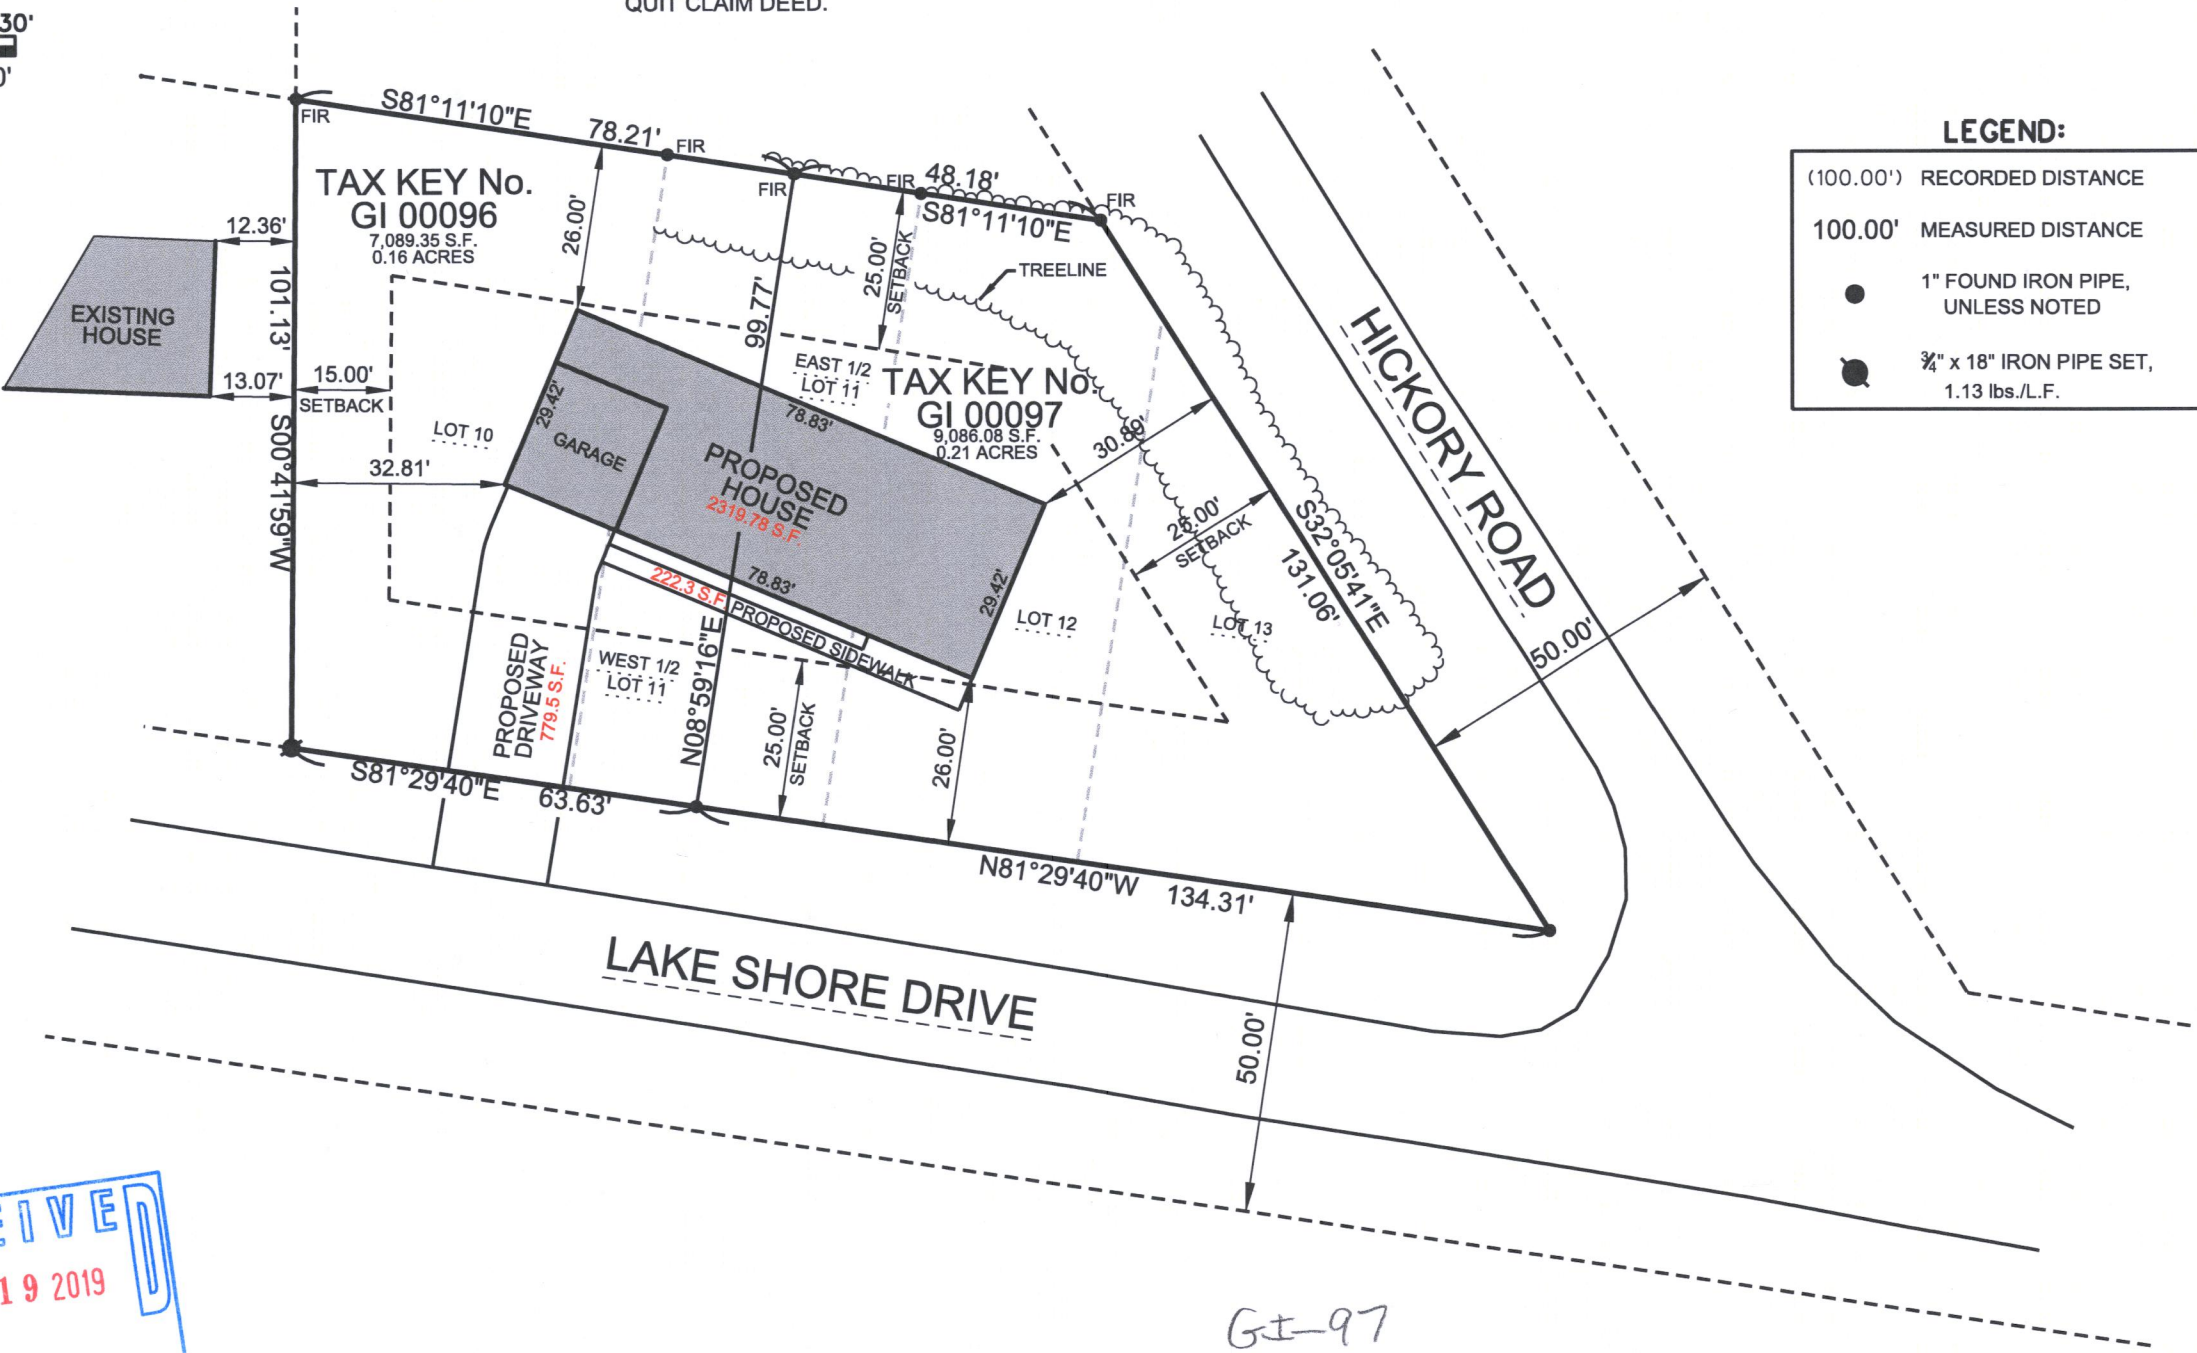 30'
QUIT CLAIM DEED.
S81°11'10"E
78.21'
FIR
FIR
FIR
FIR
48.18'
S81°11'10"E
FIR
TAX KEY No.
GI 00096
7,089.35 S.F.
0.16 ACRES
12.36'
EXISTING
HOUSE
13.07'
101.13'
S00°41'59"W
15.00'
SETBACK
26.00'
99.77'
25.00'
SETBACK
TREELINE
EAST 1/2
LOT 11
TAX KEY No.
GI 00097
9,086.08 S.F.
0.21 ACRES
LOT 10
32.81'
29.42'
GARAGE
78.83'
PROPOSED
HOUSE
2319.78 S.F.
30.89'
25.00'
SETBACK
S32°05'41"E
131.06'
HICKORY ROAD
50.00'
78.83'
29.42'
222.3 S.F.
PROPOSED SIDEWALK
LOT 12
LOT 13
PROPOSED
DRIVEWAY
779.5 S.F.
WEST 1/2
LOT 11
N08°59'16"E
25.00'
SETBACK
26.00'
S81°29'40"E
63.63'
N81°29'40"W
134.31'
LAKE SHORE DRIVE
50.00'
LEGEND:
(100.00') RECORDED DISTANCE
100.00' MEASURED DISTANCE
1" FOUND IRON PIPE,
UNLESS NOTED
¾" x 18" IRON PIPE SET,
1.13 lbs./L.F.
EIVED
19 2019
GI-97